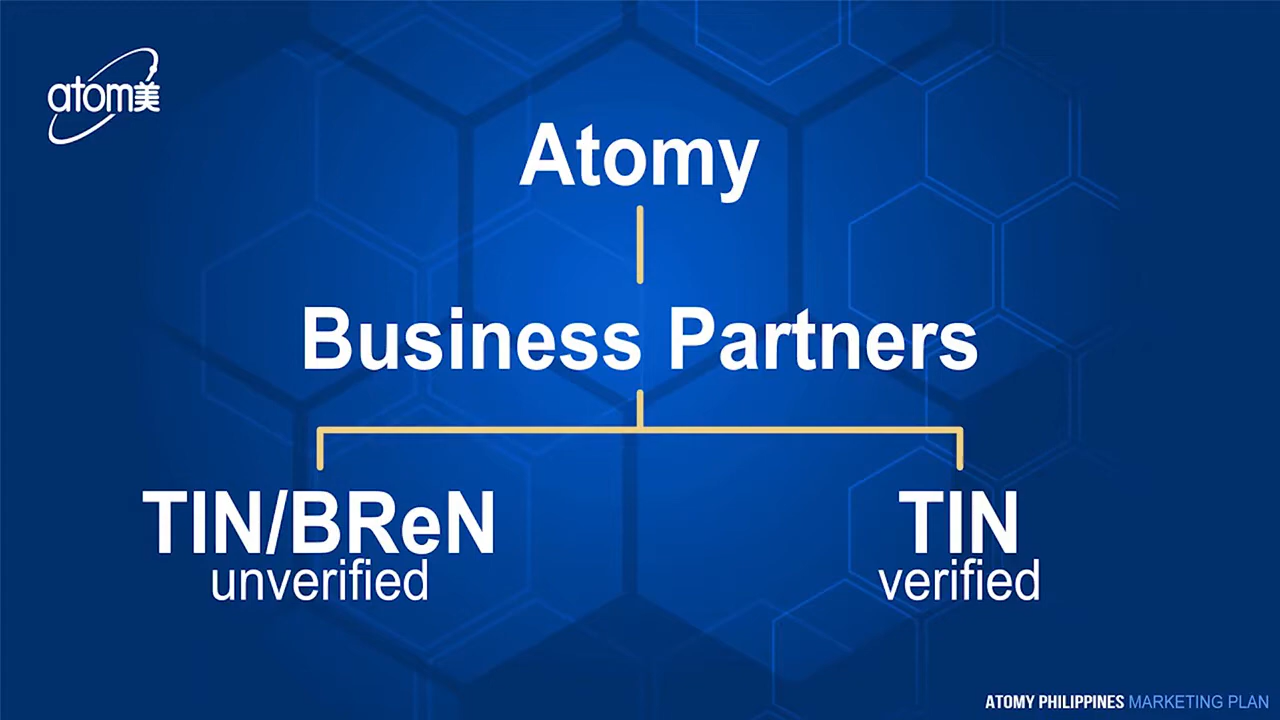 atom美
Atomy
Business Partners
TIN/BReN
unverified
TIN
verified
ATOMY PHILIPPINES MARKETING PLAN